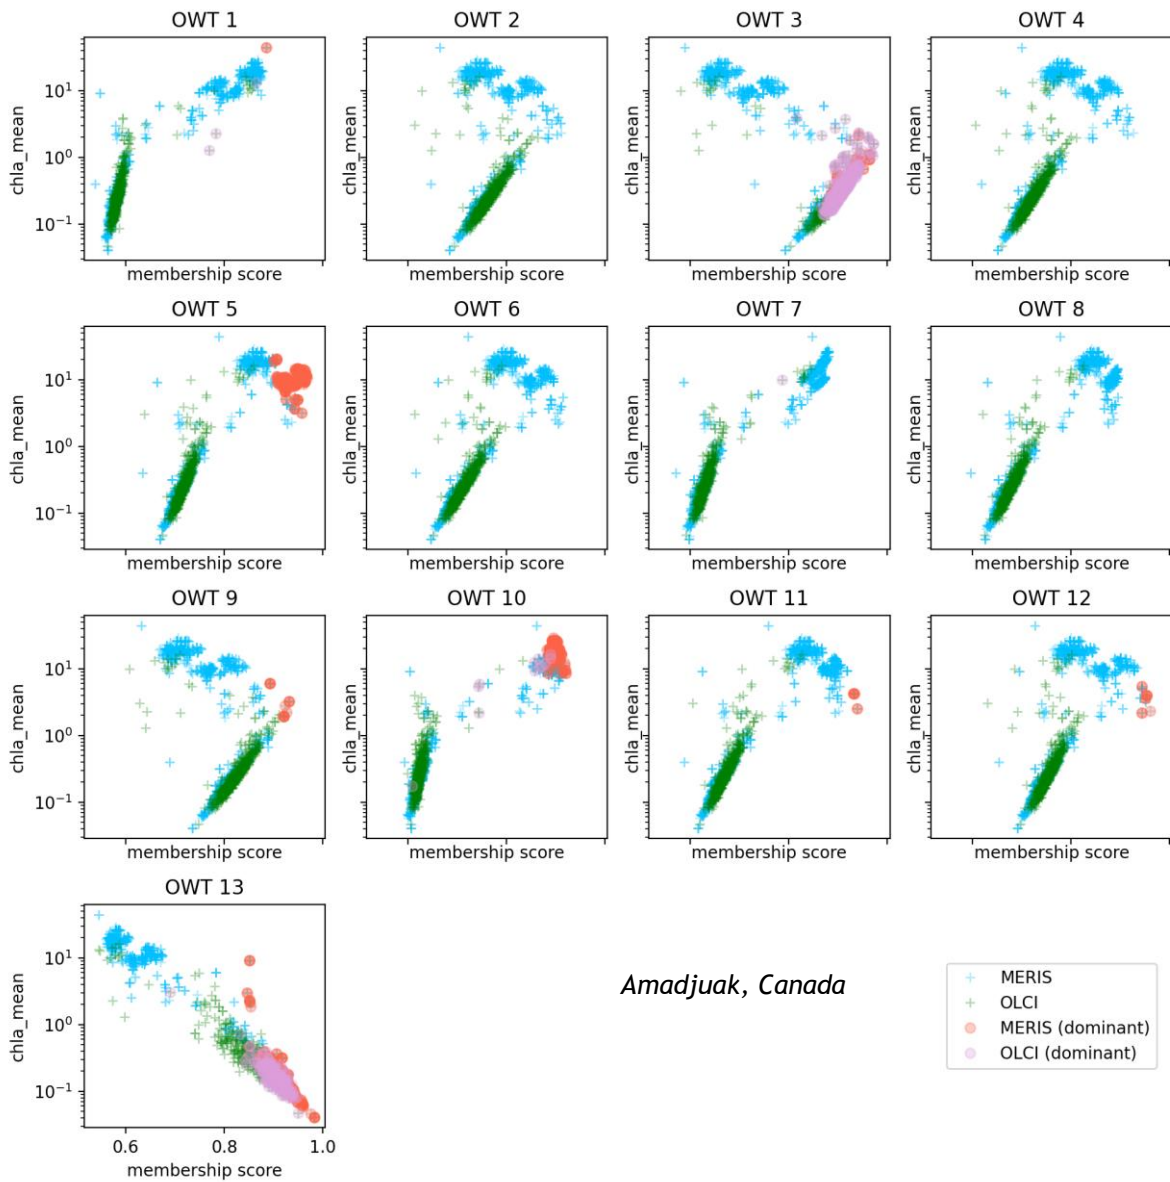 OWT 1
OWT 2
OWT 3
OWT 4
chla_mean
10¹
10⁰
10⁻¹
membership score
chla_mean
membership score
chla_mean
membership score
chla_mean
membership score
OWT 5
OWT 6
OWT 7
OWT 8
chla_mean
10¹
10⁰
10⁻¹
membership score
chla_mean
membership score
chla_mean
membership score
chla_mean
membership score
OWT 9
OWT 10
OWT 11
OWT 12
chla_mean
10¹
10⁰
10⁻¹
membership score
chla_mean
membership score
chla_mean
membership score
chla_mean
membership score
OWT 13
chla_mean
10¹
10⁰
10⁻¹
0.6 0.8 1.0
membership score
Amadjuak, Canada
MERIS
OLCI
MERIS (dominant)
OLCI (dominant)